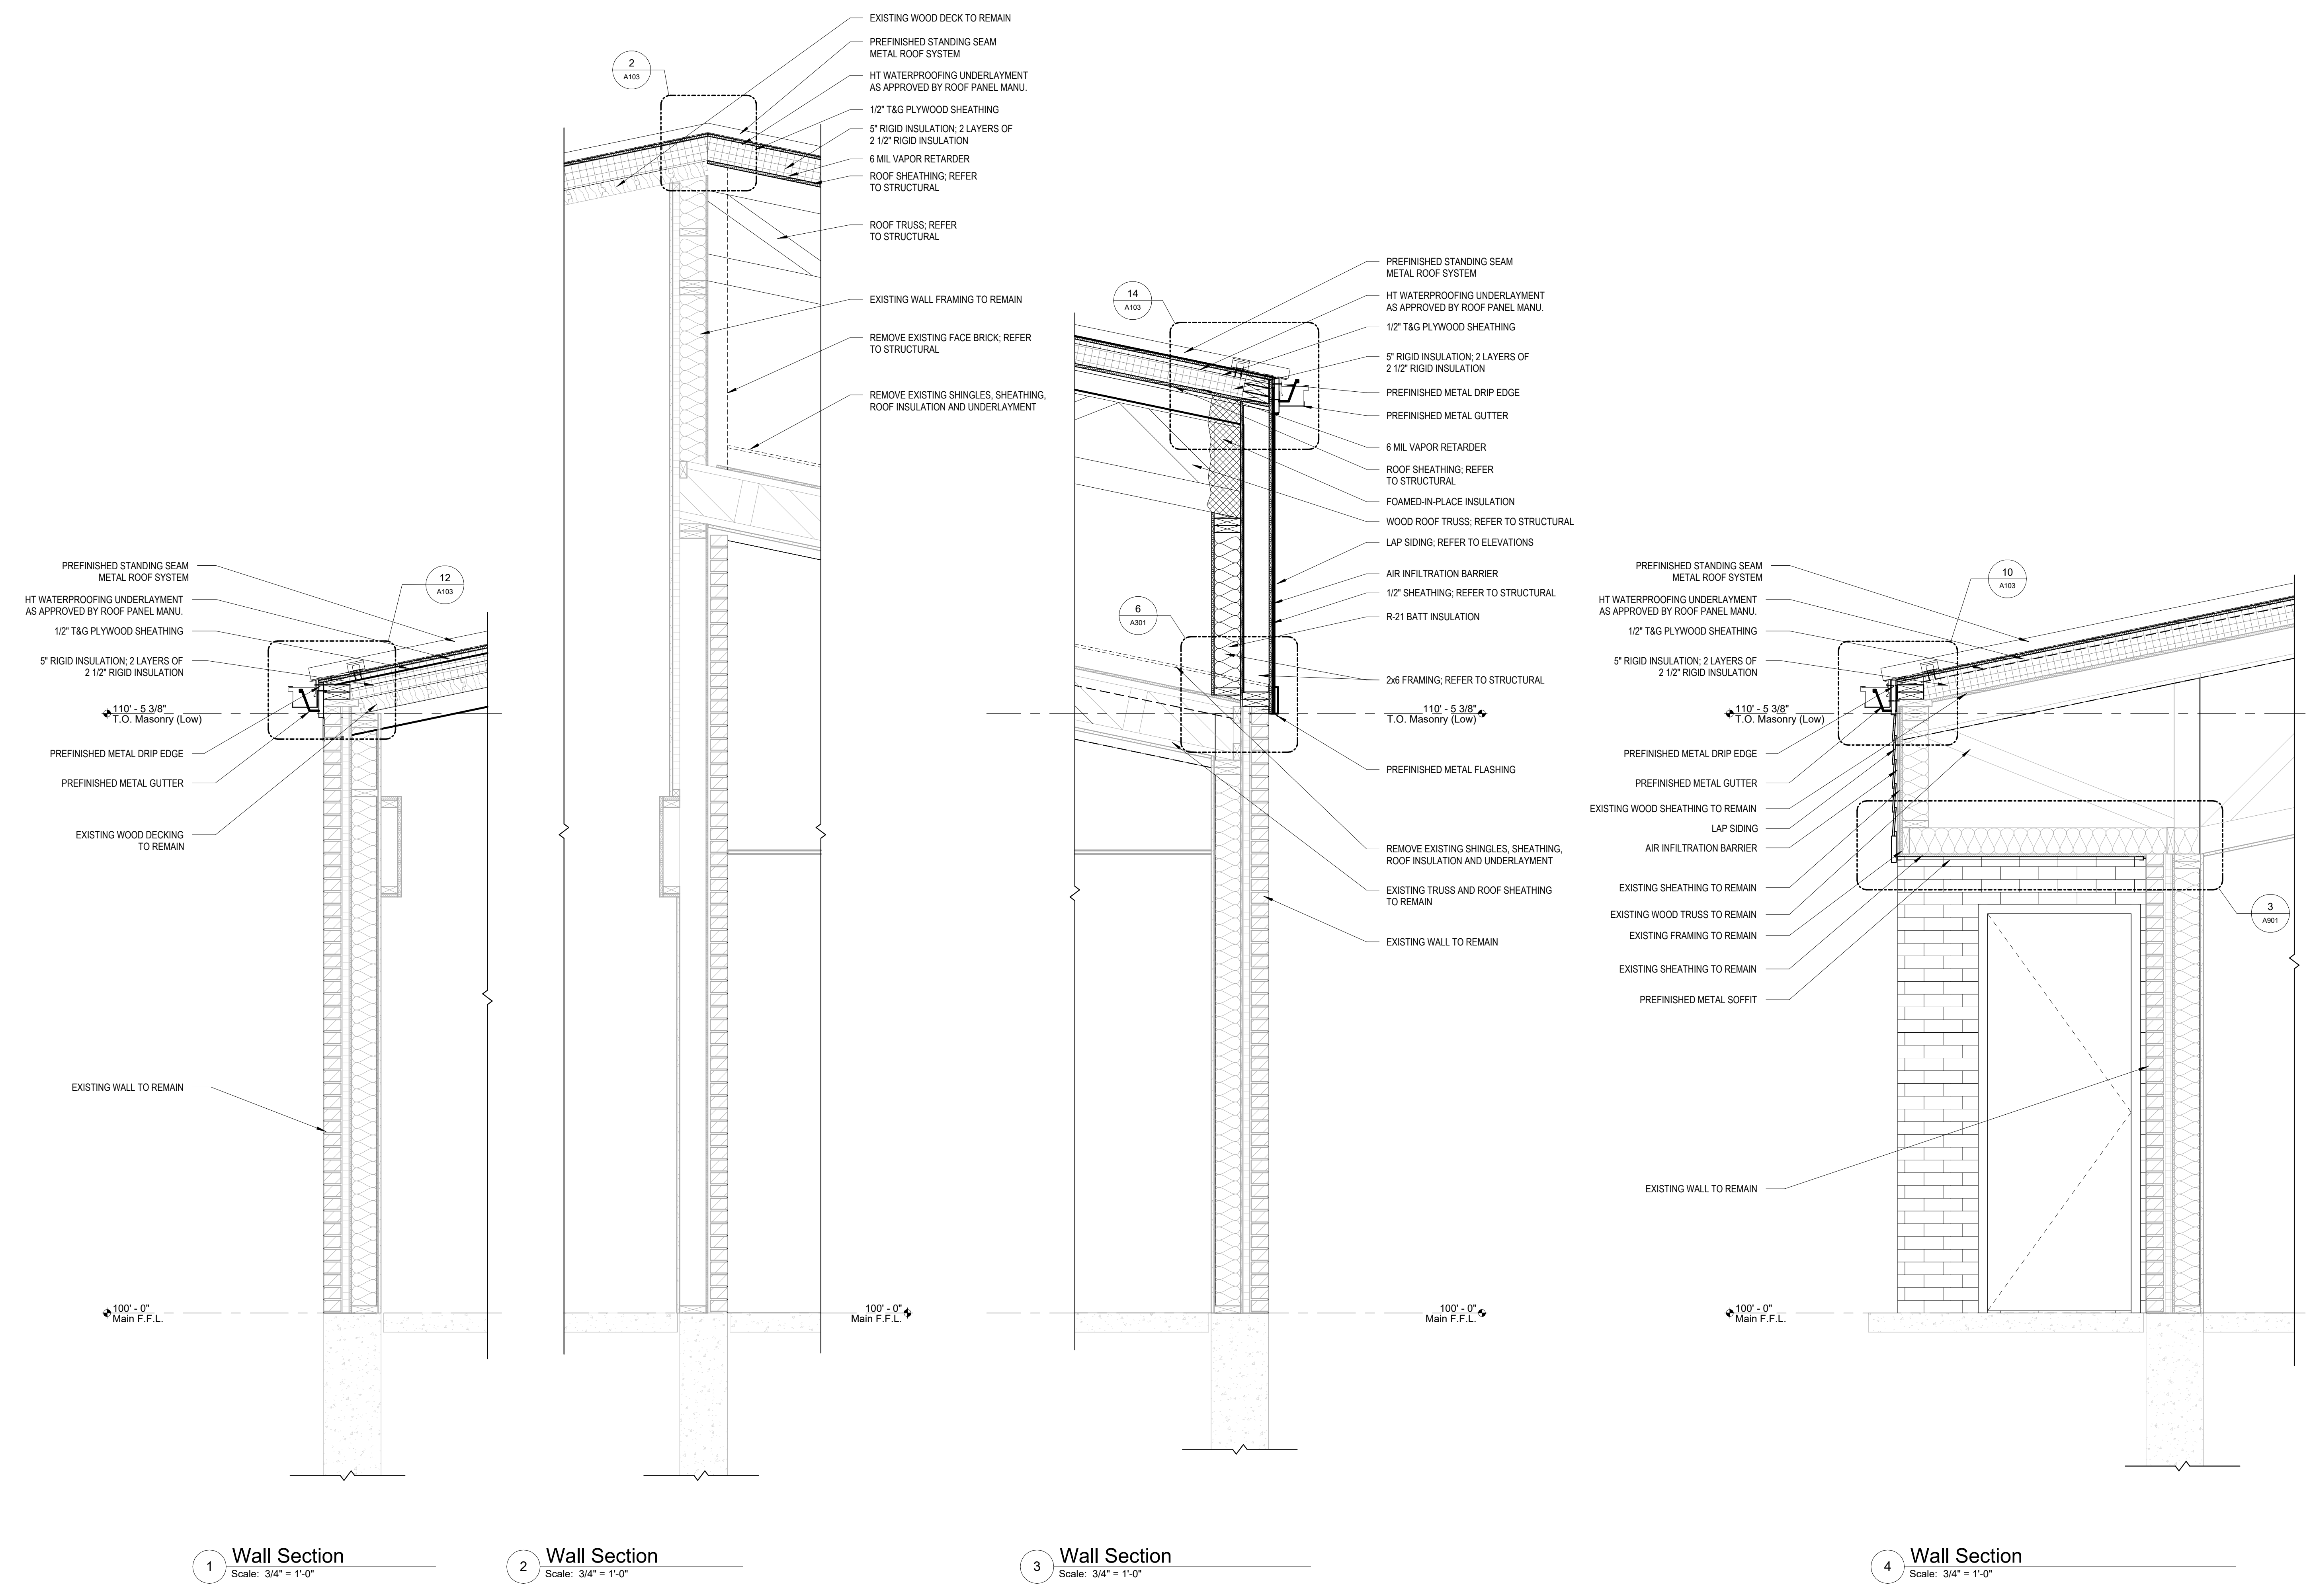 EXISTING WOOD DECK TO REMAIN
PREFINISHED STANDING SEAM
METAL ROOF SYSTEM
HT WATERPROOFING UNDERLAYMENT
AS APPROVED BY ROOF PANEL MANU.
1/2" T&G PLYWOOD SHEATHING
5" RIGID INSULATION; 2 LAYERS OF
2 1/2" RIGID INSULATION
6 MIL VAPOR RETARDER
ROOF SHEATHING; REFER
TO STRUCTURAL
ROOF TRUSS; REFER
TO STRUCTURAL
EXISTING WALL FRAMING TO REMAIN
REMOVE EXISTING FACE BRICK; REFER
TO STRUCTURAL
REMOVE EXISTING SHINGLES, SHEATHING,
ROOF INSULATION AND UNDERLAYMENT
2
A103
100' - 0"
Main F.F.L.
PREFINISHED STANDING SEAM
METAL ROOF SYSTEM
HT WATERPROOFING UNDERLAYMENT
AS APPROVED BY ROOF PANEL MANU.
1/2" T&G PLYWOOD SHEATHING
5" RIGID INSULATION; 2 LAYERS OF
2 1/2" RIGID INSULATION
110' - 5 3/8"
T.O. Masonry (Low)
PREFINISHED METAL DRIP EDGE
PREFINISHED METAL GUTTER
EXISTING WOOD DECKING
TO REMAIN
EXISTING WALL TO REMAIN
12
A103
100' - 0"
Main F.F.L.
14
A103
PREFINISHED STANDING SEAM
METAL ROOF SYSTEM
HT WATERPROOFING UNDERLAYMENT
AS APPROVED BY ROOF PANEL MANU.
1/2" T&G PLYWOOD SHEATHING
5" RIGID INSULATION; 2 LAYERS OF
2 1/2" RIGID INSULATION
PREFINISHED METAL DRIP EDGE
PREFINISHED METAL GUTTER
6 MIL VAPOR RETARDER
ROOF SHEATHING; REFER
TO STRUCTURAL
FOAMED-IN-PLACE INSULATION
WOOD ROOF TRUSS; REFER TO STRUCTURAL
LAP SIDING; REFER TO ELEVATIONS
AIR INFILTRATION BARRIER
1/2" SHEATHING; REFER TO STRUCTURAL
R-21 BATT INSULATION
6
A301
2x6 FRAMING; REFER TO STRUCTURAL
110' - 5 3/8"
T.O. Masonry (Low)
PREFINISHED METAL FLASHING
REMOVE EXISTING SHINGLES, SHEATHING,
ROOF INSULATION AND UNDERLAYMENT
EXISTING TRUSS AND ROOF SHEATHING
TO REMAIN
EXISTING WALL TO REMAIN
100' - 0"
Main F.F.L.
PREFINISHED STANDING SEAM
METAL ROOF SYSTEM
HT WATERPROOFING UNDERLAYMENT
AS APPROVED BY ROOF PANEL MANU.
1/2" T&G PLYWOOD SHEATHING
5" RIGID INSULATION; 2 LAYERS OF
2 1/2" RIGID INSULATION
110' - 5 3/8"
T.O. Masonry (Low)
PREFINISHED METAL DRIP EDGE
PREFINISHED METAL GUTTER
EXISTING WOOD SHEATHING TO REMAIN
LAP SIDING
AIR INFILTRATION BARRIER
EXISTING SHEATHING TO REMAIN
EXISTING WOOD TRUSS TO REMAIN
EXISTING FRAMING TO REMAIN
EXISTING SHEATHING TO REMAIN
PREFINISHED METAL SOFFIT
EXISTING WALL TO REMAIN
10
A103
3
A901
100' - 0"
Main F.F.L.
1
Wall Section
Scale: 3/4" = 1'-0"
2
Wall Section
Scale: 3/4" = 1'-0"
3
Wall Section
Scale: 3/4" = 1'-0"
4
Wall Section
Scale: 3/4" = 1'-0"